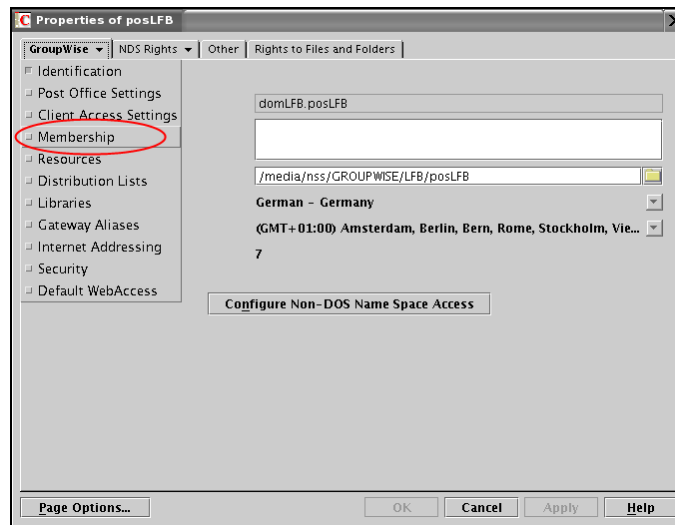 Properties of posLFB
GroupWise NDS Rights Other Rights to Files and Folders
Identification
Post Office Settings
Client Access Settings
Membership
Resources
Distribution Lists
Libraries
Gateway Aliases
Internet Addressing
Security
Default WebAccess
domLFB.posLFB
/media/nss/GROUPWISE/LFB/posLFB
German - Germany
(GMT+01:00) Amsterdam, Berlin, Bern, Rome, Stockholm, Vie...
7
Configure Non-DOS Name Space Access
Page Options... OK Cancel Apply Help